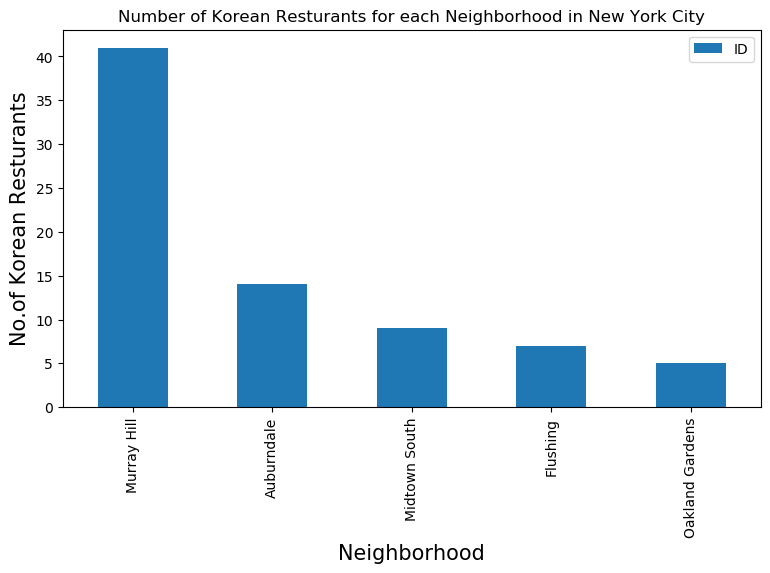 Number of Korean Resturants for each Neighborhood in New York City
ID
No.of Korean Resturants
40
35
30
25
20
15
10
5
0
Murray Hill
Auburndale
Midtown South
Flushing
Oakland Gardens
Neighborhood